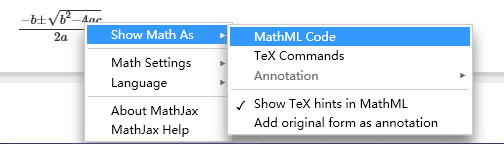 −b±√b²−4ac
2a
Show Math As
Math Settings
Language
About MathJax
MathJax Help
MathML Code
TeX Commands
Annotation
✓ Show TeX hints in MathML
Add original form as annotation